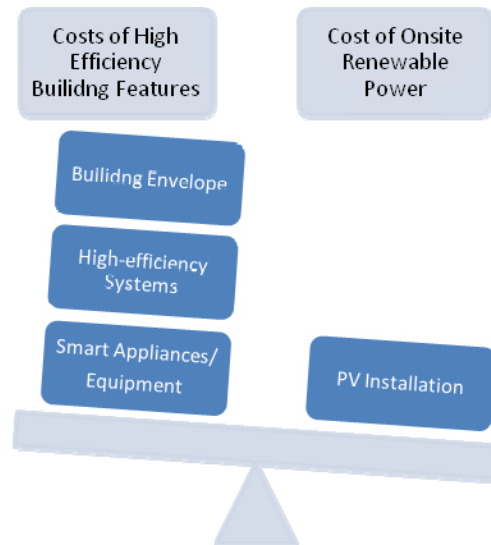 Costs of High
Efficiency
Builidng Features
Cost of Onsite
Renewable
Power
Builidng Envelope
High-efficiency
Systems
Smart Appliances/
Equipment
PV Installation